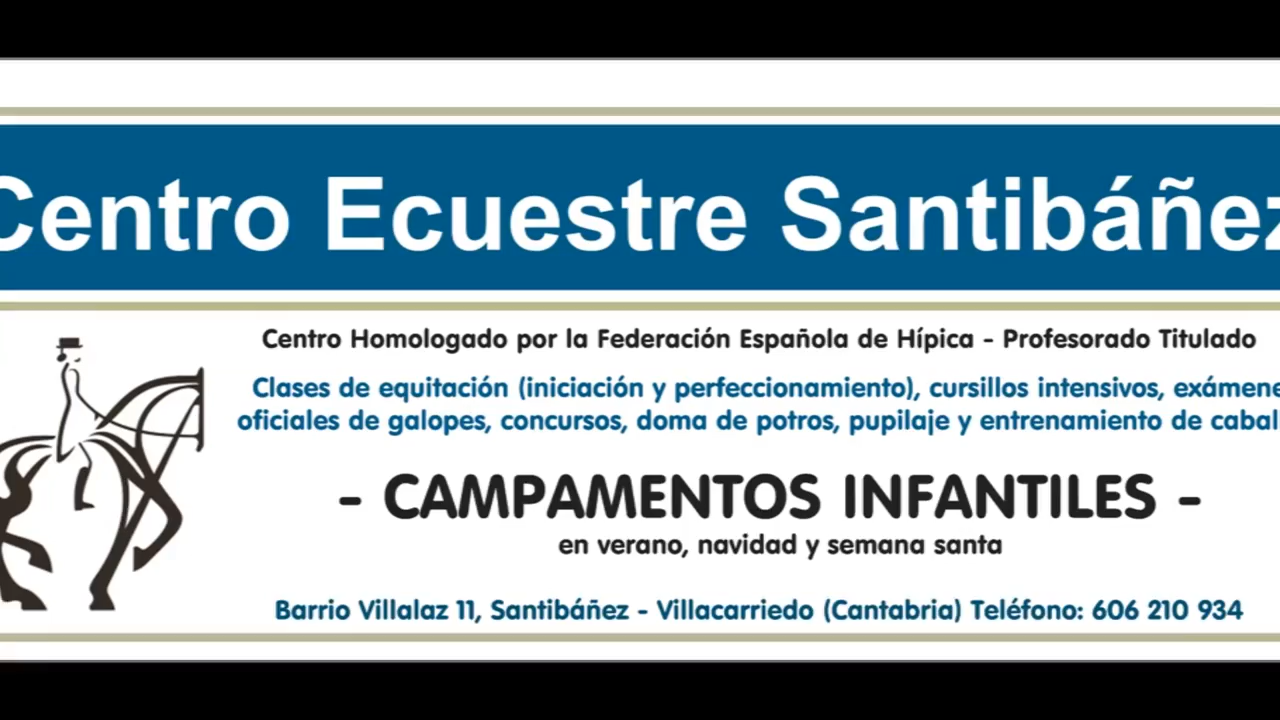 Centro Ecuestre Santibáñez
Centro Homologado por la Federación Española de Hípica - Profesorado Titulado
Clases de equitación (iniciación y perfeccionamiento), cursillos intensivos, exámene
oficiales de galopes, concursos, doma de potros, pupilaje y entrenamiento de cabal
- CAMPAMENTOS INFANTILES -
en verano, navidad y semana santa
Barrio Villalaz 11, Santibáñez - Villacarriedo (Cantabria) Teléfono: 606 210 934